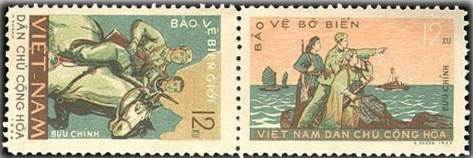 BẢO VỆ BIÊN GIỚI
VIỆT-NAM
DÂN CHỦ CỘNG HÒA
BƯU CHÍNH
12 XU
BẢO VỆ BỜ BIỂN
12 XU
BƯU CHÍNH
VIỆT NAM DÂN CHỦ CỘNG HÒA